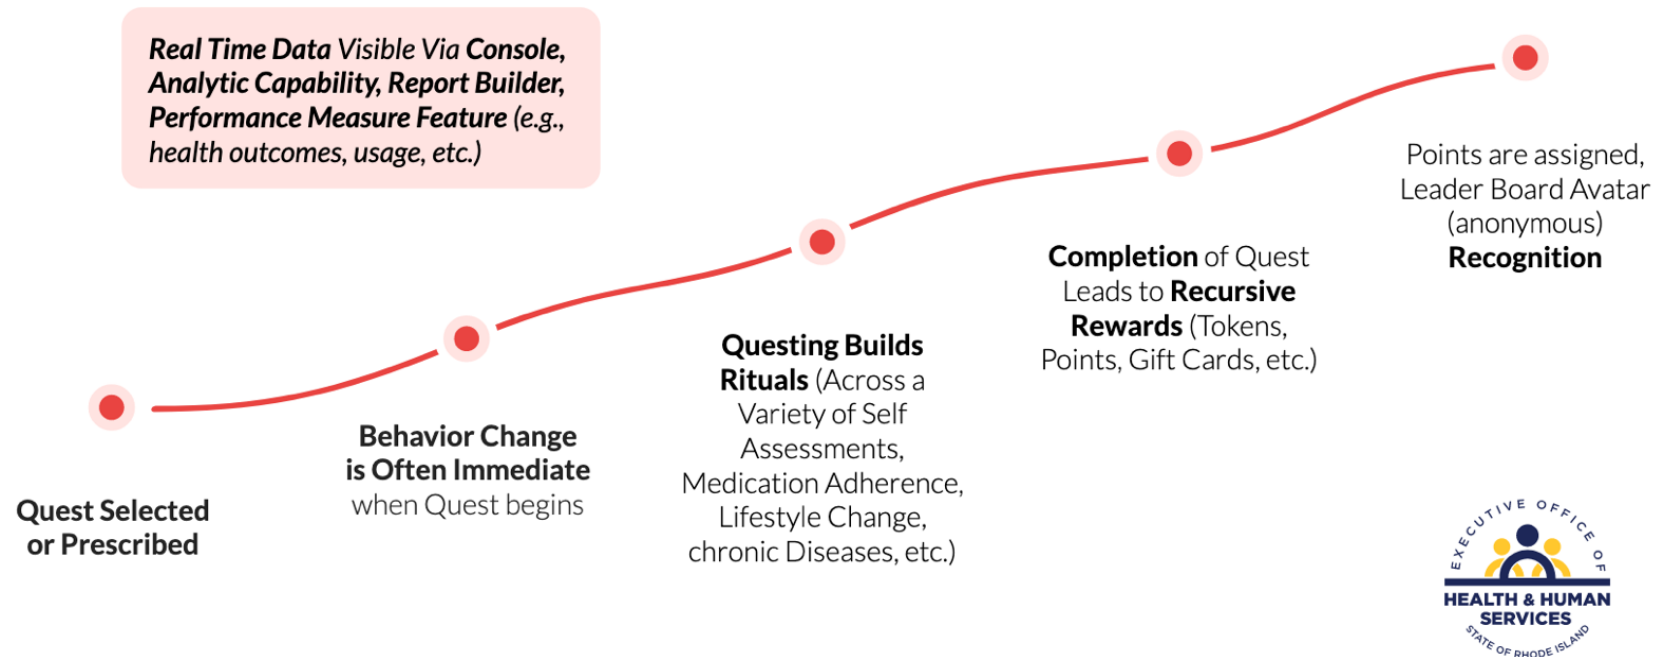 Real Time Data Visible Via Console,
Analytic Capability, Report Builder,
Performance Measure Feature (e.g.,
health outcomes, usage, etc.)
Quest Selected
or Prescribed
Behavior Change
is Often Immediate
when Quest begins
Questing Builds
Rituals (Across a
Variety of Self
Assessments,
Medication Adherence,
Lifestyle Change,
chronic Diseases, etc.)
Completion of Quest
Leads to Recursive
Rewards (Tokens,
Points, Gift Cards, etc.)
Points are assigned,
Leader Board Avatar
(anonymous)
Recognition
EXECUTIVE OFFICE OF
HEALTH & HUMAN
SERVICES
STATE OF RHODE ISLAND